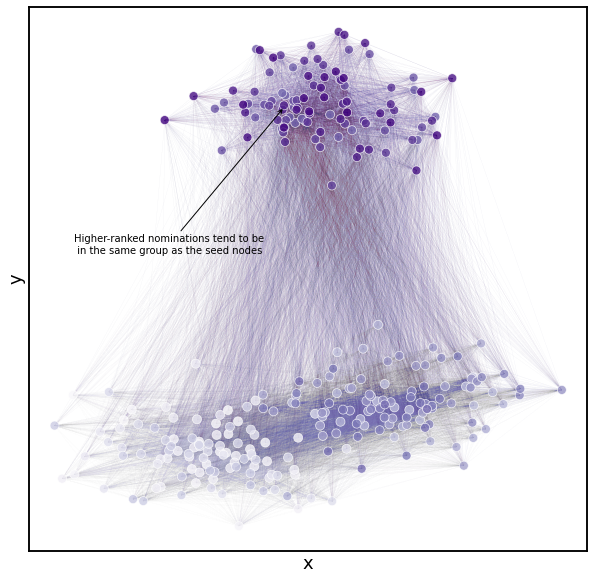 Higher-ranked nominations tend to be
in the same group as the seed nodes
y
x